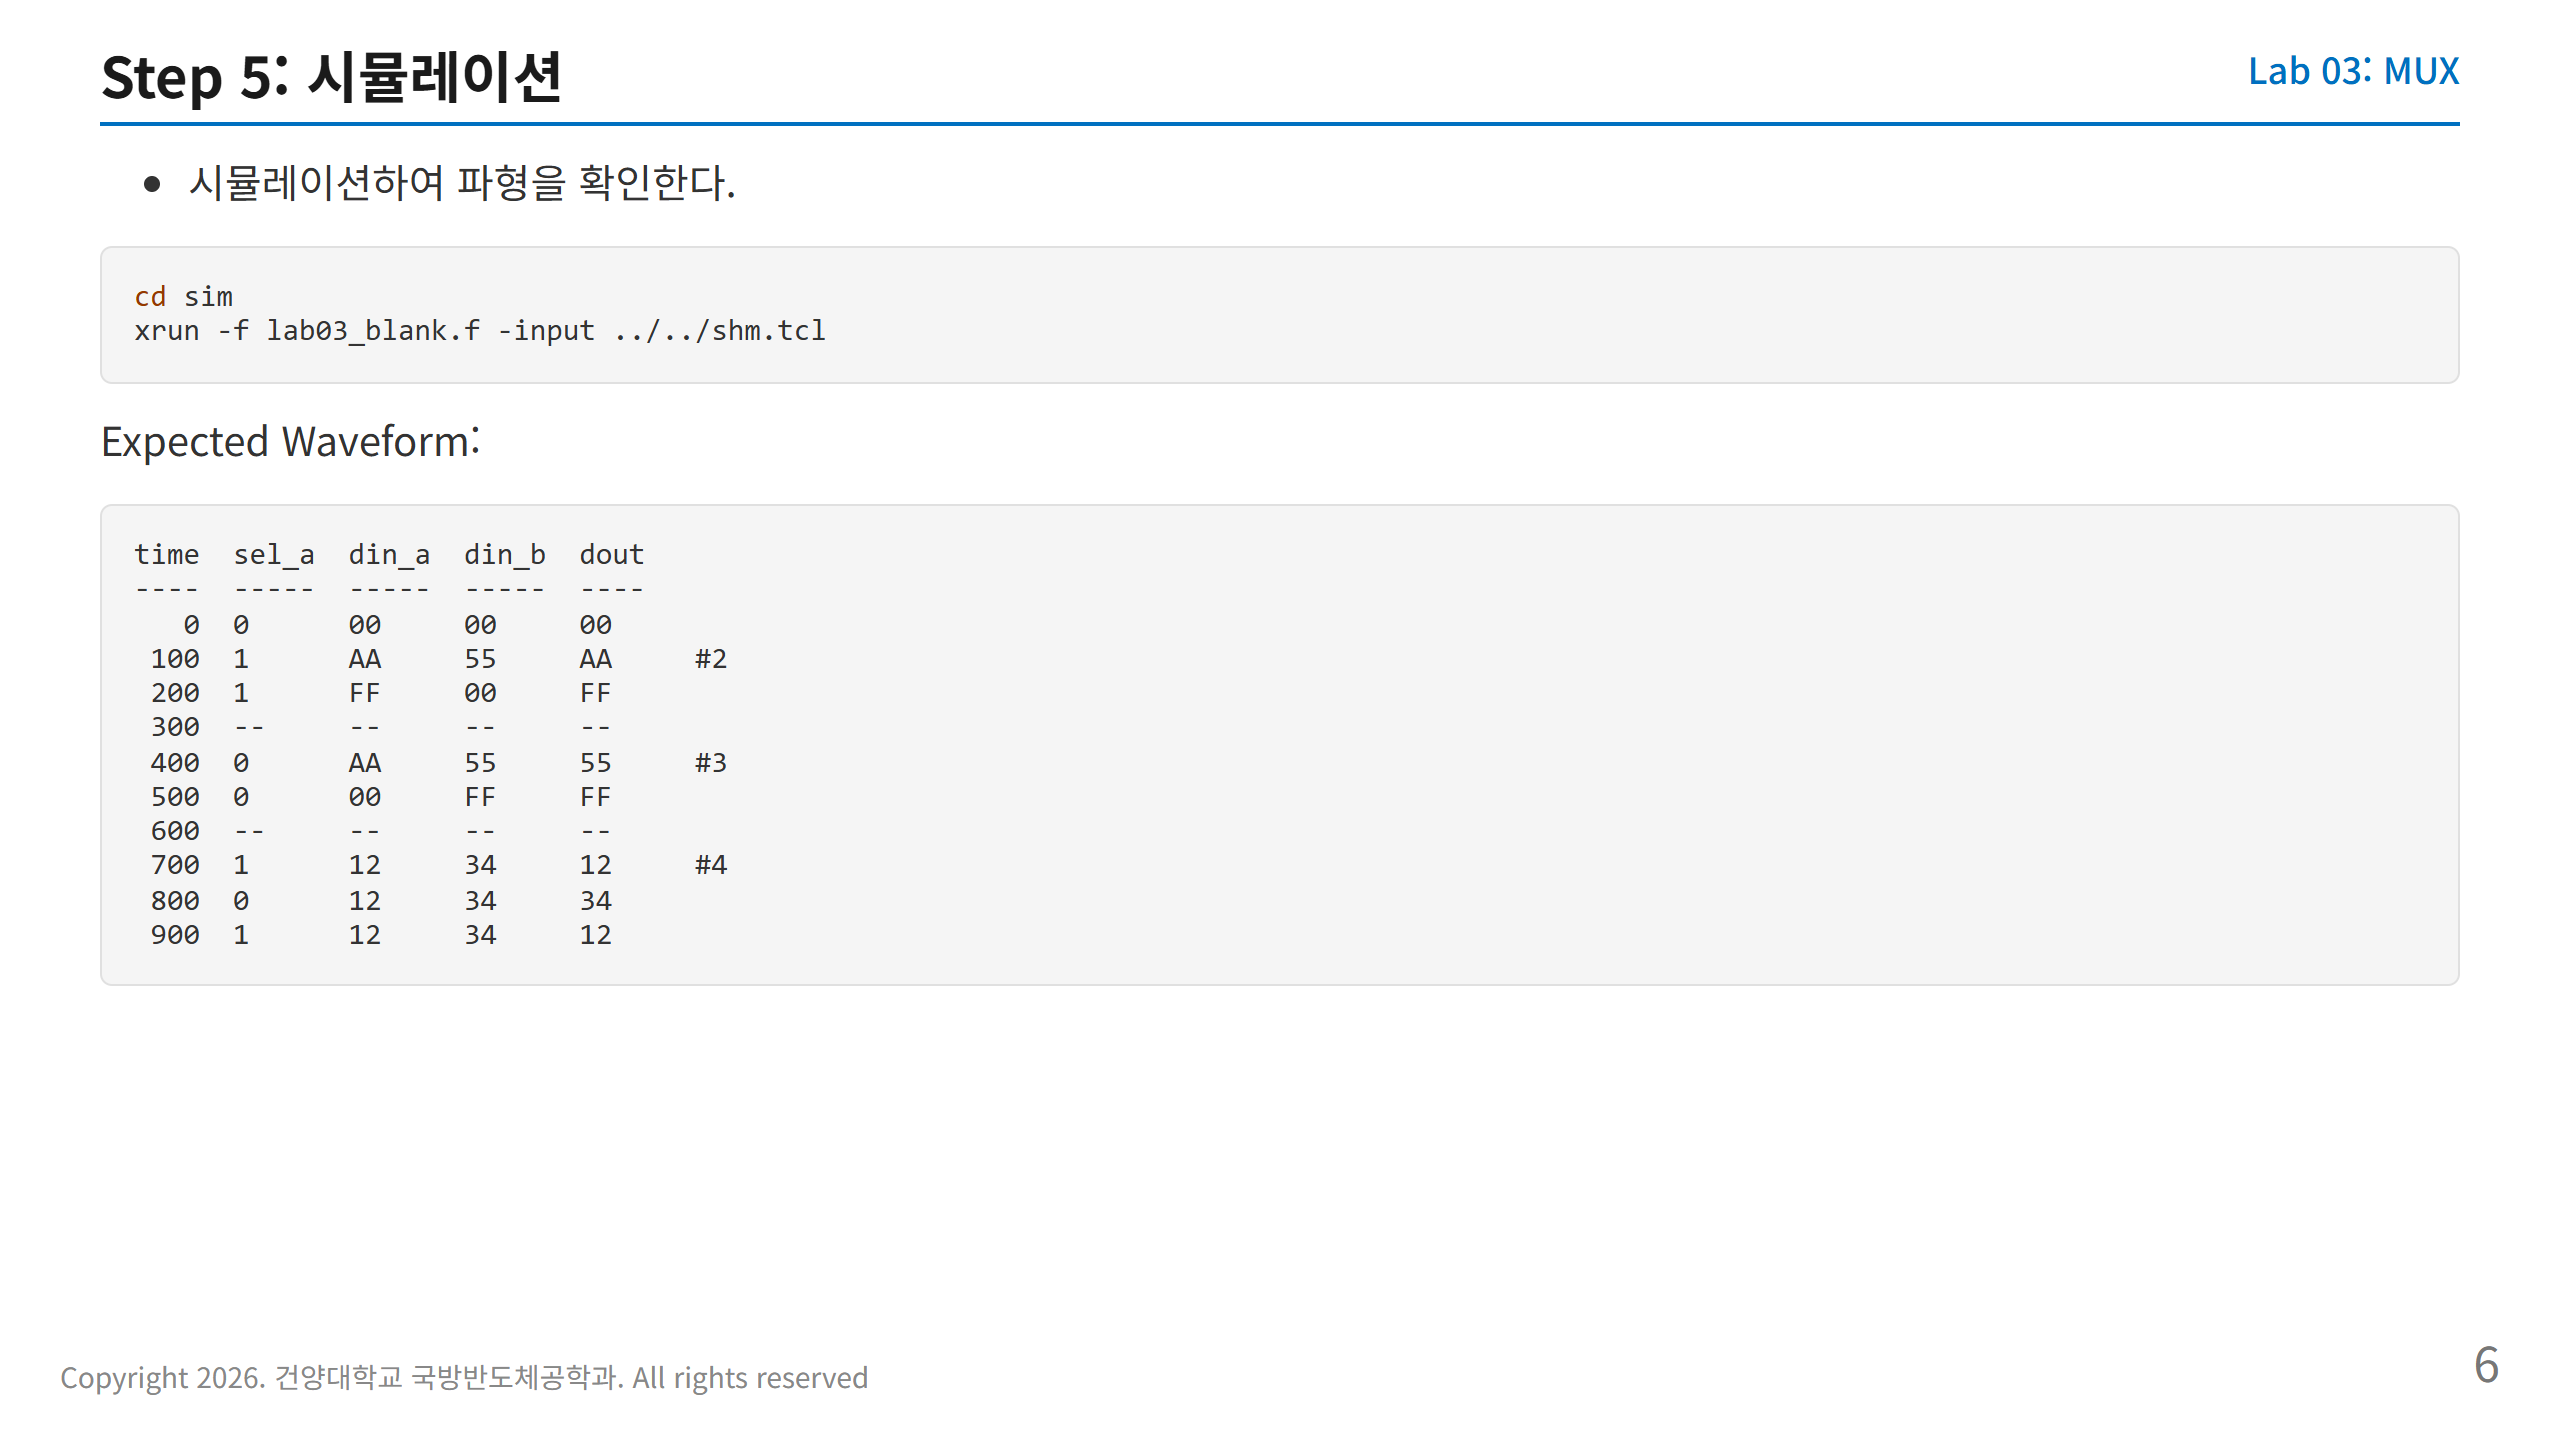 Step 5: 시뮬레이션
Lab 03: MUX
● 시뮬레이션하여 파형을 확인한다.
cd sim
xrun -f lab03_blank.f -input ../../shm.tcl
Expected Waveform:
time  sel_a  din_a  din_b  dout
----  -----  -----  -----  ----
   0  0      00     00     00
 100  1      AA     55     AA     #2
 200  1      FF     00     FF
 300  --     --     --     --
 400  0      AA     55     55     #3
 500  0      00     FF     FF
 600  --     --     --     --
 700  1      12     34     12     #4
 800  0      12     34     34
 900  1      12     34     12
Copyright 2026. 건양대학교 국방반도체공학과. All rights reserved
6